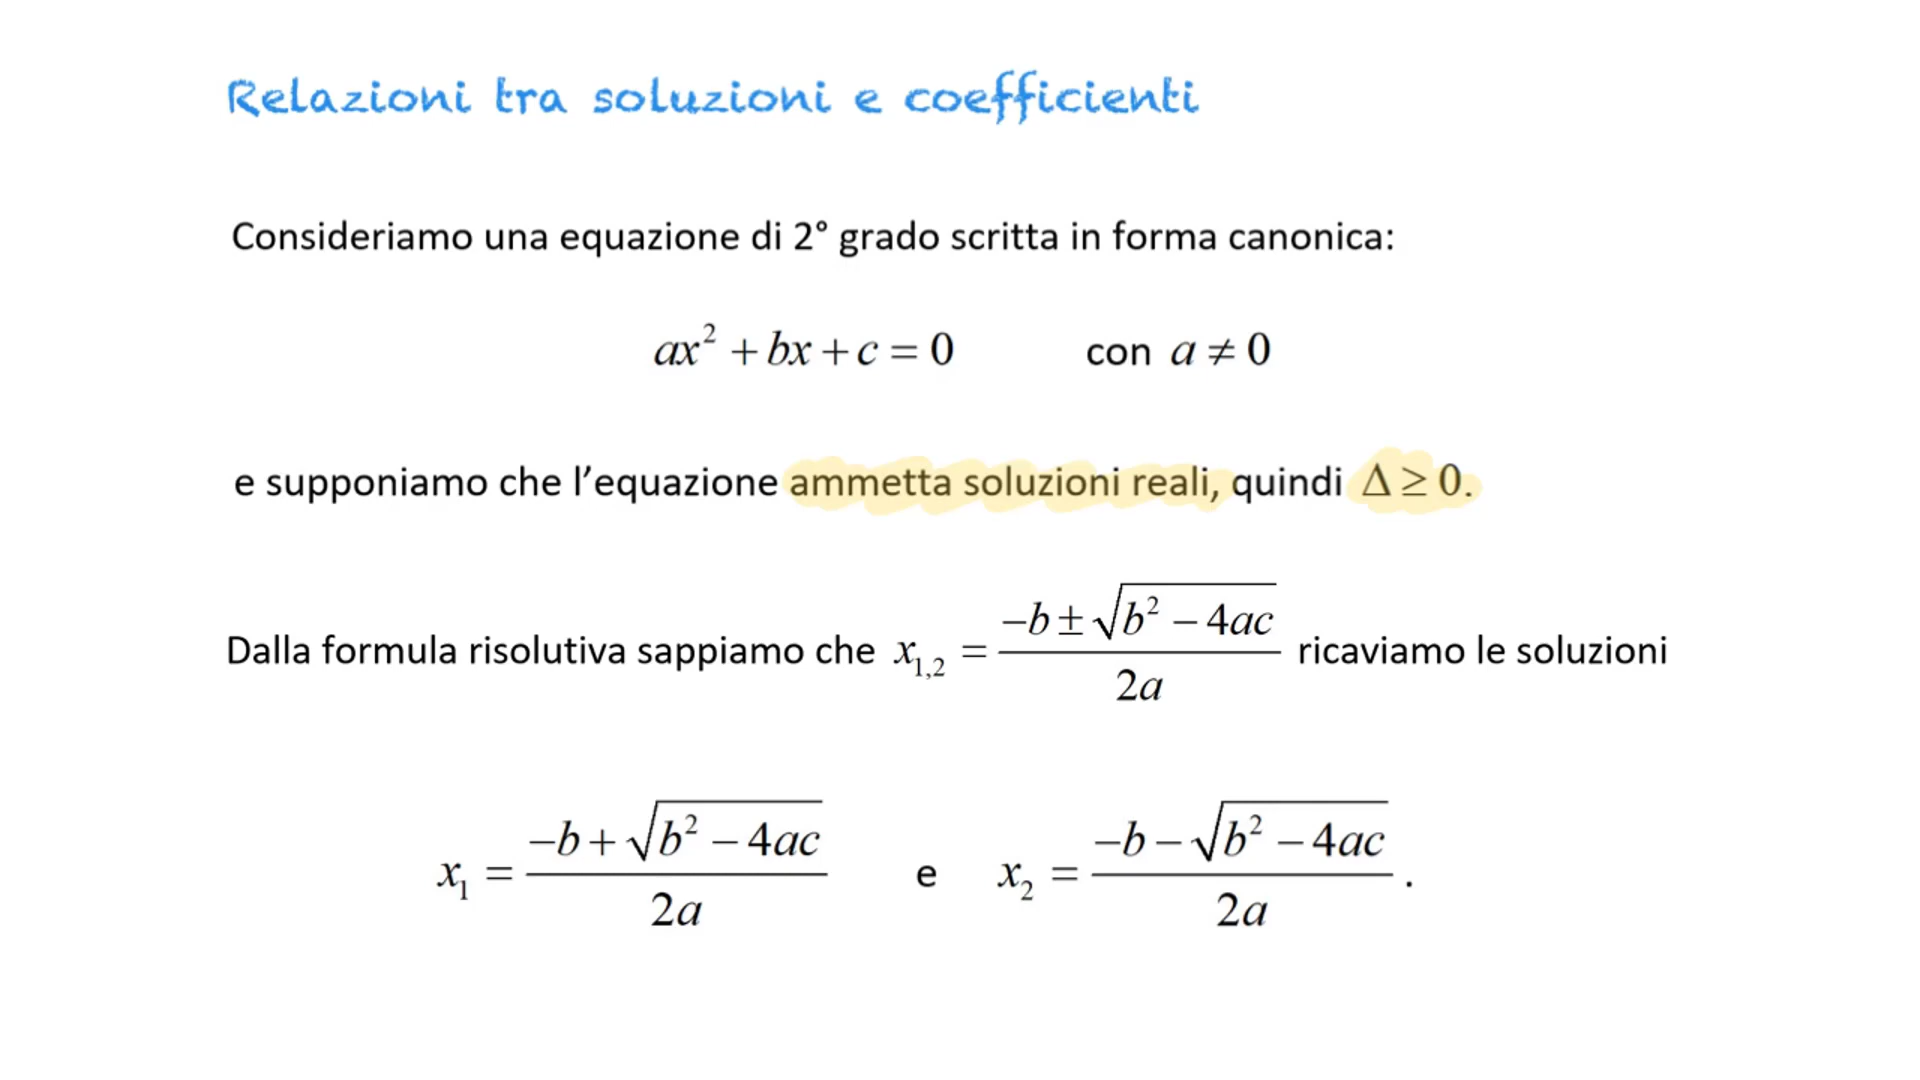 Relazioni tra soluzioni e coefficienti
Consideriamo una equazione di 2° grado scritta in forma canonica:
ax² + bx + c = 0 con a ≠ 0
e supponiamo che l’equazione ammetta soluzioni reali, quindi Δ ≥ 0.
Dalla formula risolutiva sappiamo che x₁,₂ = (−b ± √(b² − 4ac)) / 2a ricaviamo le soluzioni
x₁ = (−b + √(b² − 4ac)) / 2a e x₂ = (−b − √(b² − 4ac)) / 2a .